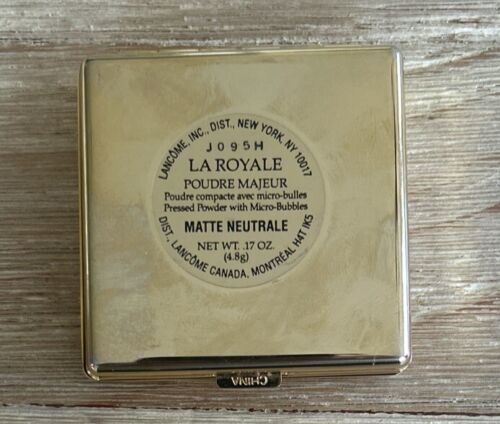 LANCÔME, INC., DIST., NEW YORK, NY 10017
J095H
LA ROYALE
POUDRE MAJEUR
Poudre compacte avec micro-bulles
Pressed Powder with Micro-Bubbles
MATTE NEUTRALE
NET WT. .17 OZ.
(4.8g)
DIST., LANCÔME CANADA, MONTRÉAL H4T 1K5
CHINA